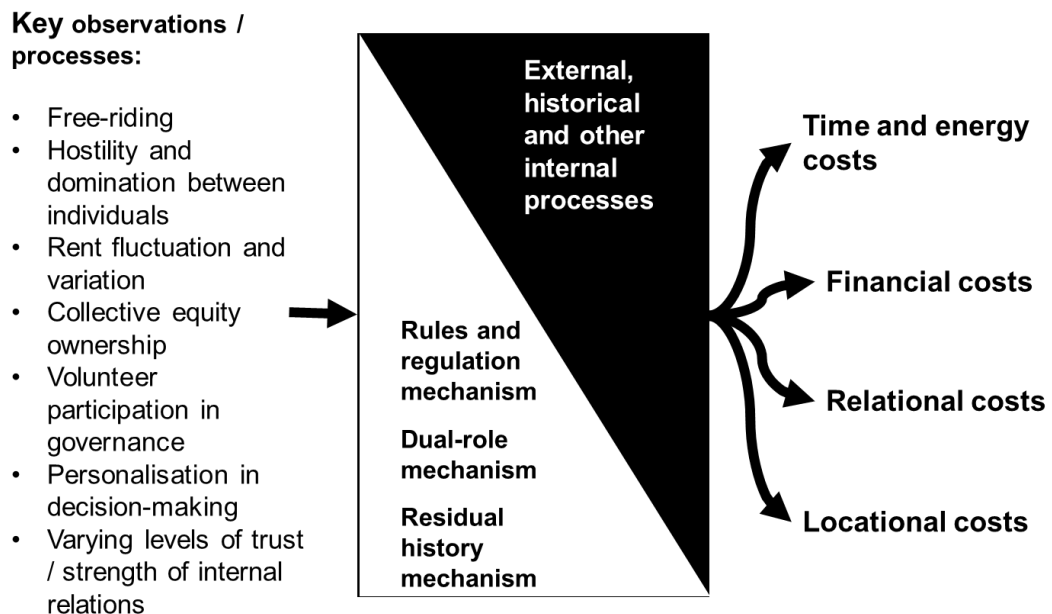 Key observations /
processes:
• Free-riding
• Hostility and
domination between
individuals
• Rent fluctuation and
variation
• Collective equity
ownership
• Volunteer
participation in
governance
• Personalisation in
decision-making
• Varying levels of trust
/ strength of internal
relations
External,
historical
and other
internal
processes
Rules and
regulation
mechanism
Dual-role
mechanism
Residual
history
mechanism
Time and energy
costs
Financial costs
Relational costs
Locational costs